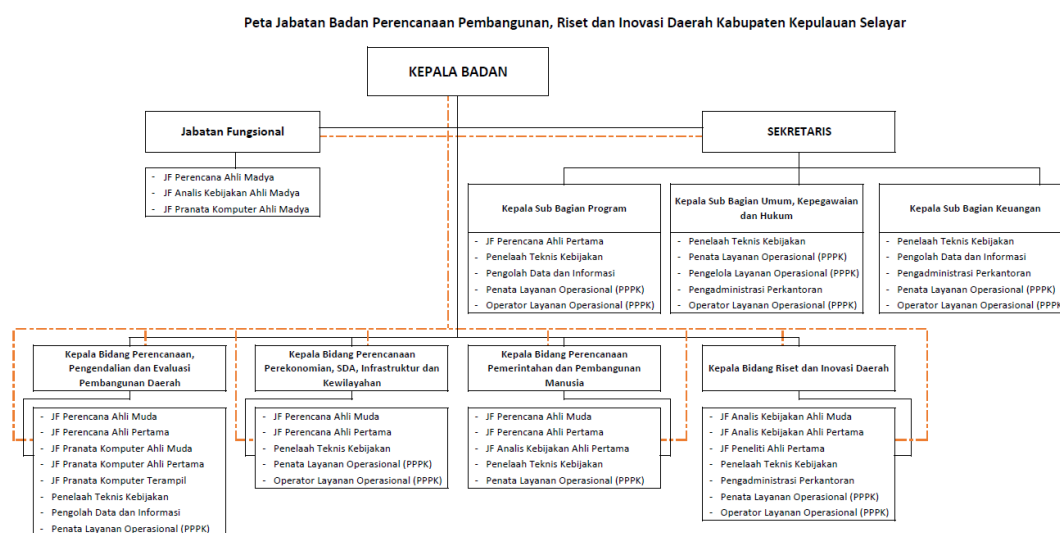 Peta Jabatan Badan Perencanaan Pembangunan, Riset dan Inovasi Daerah Kabupaten Kepulauan Selayar
KEPALA BADAN
Jabatan Fungsional
- JF Perencana Ahli Madya
- JF Analis Kebijakan Ahli Madya
- JF Pranata Komputer Ahli Madya
SEKRETARIS
Kepala Sub Bagian Program
- JF Perencana Ahli Pertama
- Penelaah Teknis Kebijakan
- Pengolah Data dan Informasi
- Penata Layanan Operasional (PPPK)
- Operator Layanan Operasional (PPPK)
Kepala Sub Bagian Umum, Kepegawaian
dan Hukum
- Penelaah Teknis Kebijakan
- Penata Layanan Operasional (PPPK)
- Pengelola Layanan Operasional (PPPK)
- Pengadministrasi Perkantoran
- Operator Layanan Operasional (PPPK)
Kepala Sub Bagian Keuangan
- Penelaah Teknis Kebijakan
- Pengolah Data dan Informasi
- Pengadministrasi Perkantoran
- Penata Layanan Operasional (PPPK)
- Operator Layanan Operasional (PPPK
Kepala Bidang Perencanaan,
Pengendalian dan Evaluasi
Pembangunan Daerah
- JF Perencana Ahli Muda
- JF Perencana Ahli Pertama
- JF Pranata Komputer Ahli Muda
- JF Pranata Komputer Ahli Pertama
- JF Pranata Komputer Terampil
- Penelaah Teknis Kebijakan
- Pengolah Data dan Informasi
- Penata Layanan Operasional (PPPK)
Kepala Bidang Perencanaan
Perekonomian, SDA, Infrastruktur dan
Kewilayahan
- JF Perencana Ahli Muda
- JF Perencana Ahli Pertama
- Penelaah Teknis Kebijakan
- Penata Layanan Operasional (PPPK)
- Operator Layanan Operasional (PPPK)
Kepala Bidang Perencanaan
Pemerintahan dan Pembangunan
Manusia
- JF Perencana Ahli Muda
- JF Perencana Ahli Pertama
- JF Analis Kebijakan Ahli Pertama
- Penelaah Teknis Kebijakan
- Penata Layanan Operasional (PPPK)
Kepala Bidang Riset dan Inovasi Daerah
- JF Analis Kebijakan Ahli Muda
- JF Analis Kebijakan Ahli Pertama
- JF Peneliti Ahli Pertama
- Penelaah Teknis Kebijakan
- Pengadministrasi Perkantoran
- Penata Layanan Operasional (PPPK)
- Operator Layanan Operasional (PPPK)